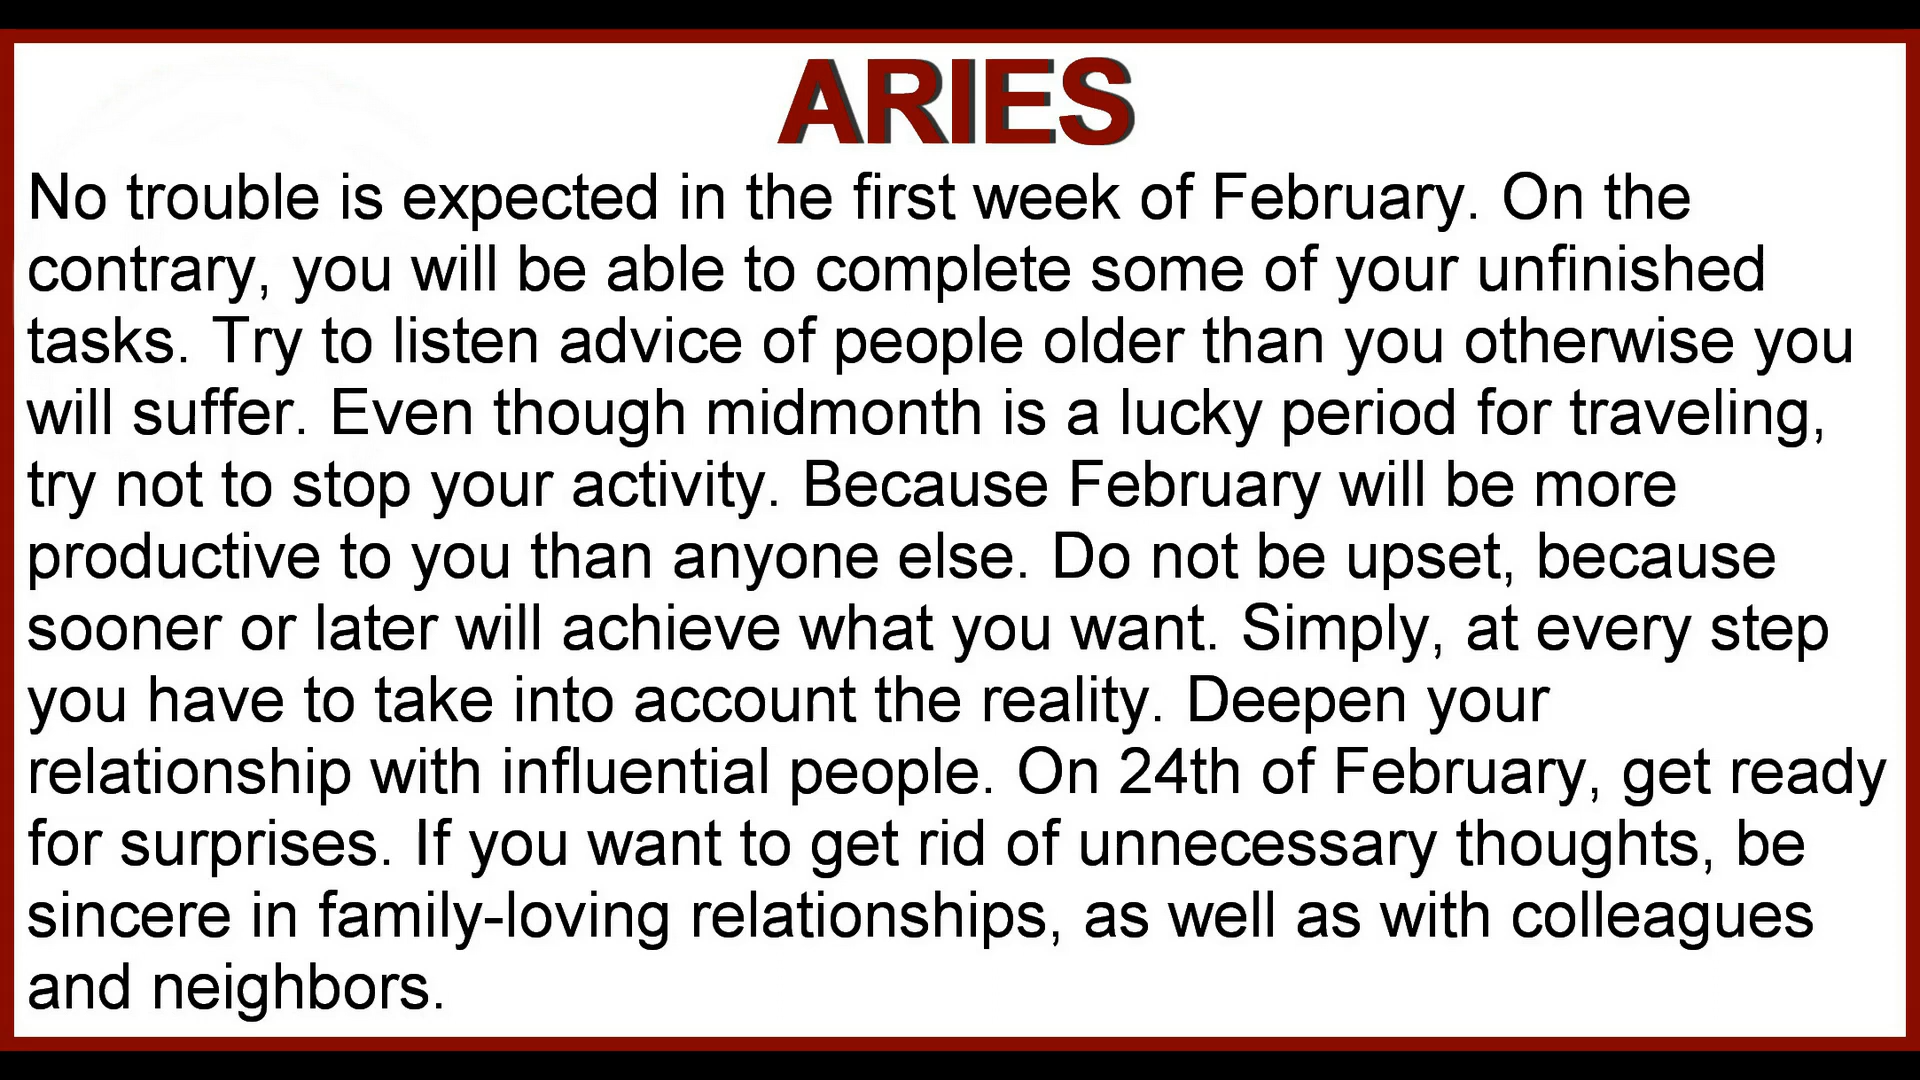 ARIES
No trouble is expected in the first week of February. On the
contrary, you will be able to complete some of your unfinished
tasks. Try to listen advice of people older than you otherwise you
will suffer. Even though midmonth is a lucky period for traveling,
try not to stop your activity. Because February will be more
productive to you than anyone else. Do not be upset, because
sooner or later will achieve what you want. Simply, at every step
you have to take into account the reality. Deepen your
relationship with influential people. On 24th of February, get ready
for surprises. If you want to get rid of unnecessary thoughts, be
sincere in family-loving relationships, as well as with colleagues
and neighbors.